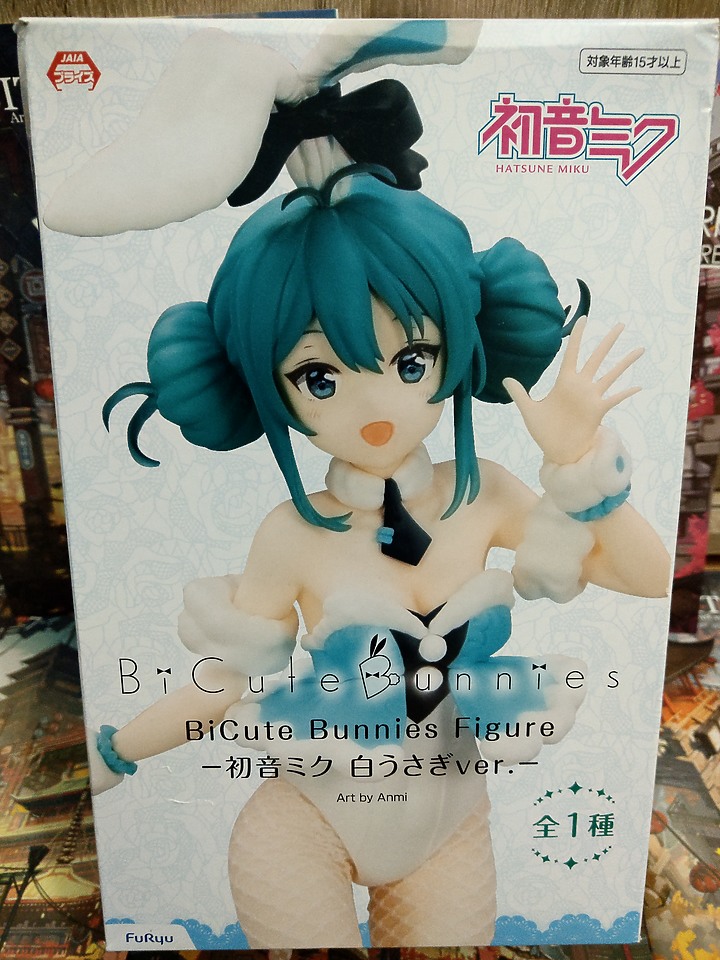 JAIA
プライズ
対象年齢15才以上
初音ミク
HATSUNE MIKU
BiCute Bunnies
BiCute Bunnies Figure
－初音ミク 白うさぎver.－
Art by Anmi
全1種
FuRyu